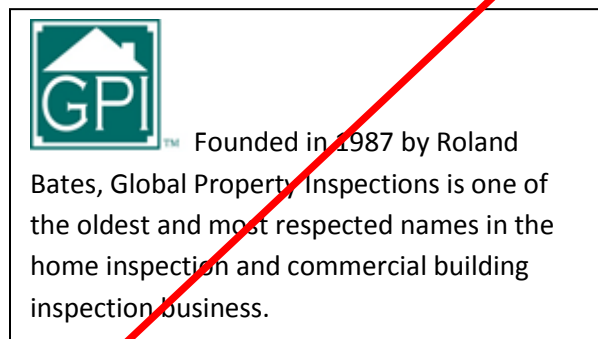 GPI
™ Founded in 1987 by Roland
Bates, Global Property Inspections is one of
the oldest and most respected names in the
home inspection and commercial building
inspection business.